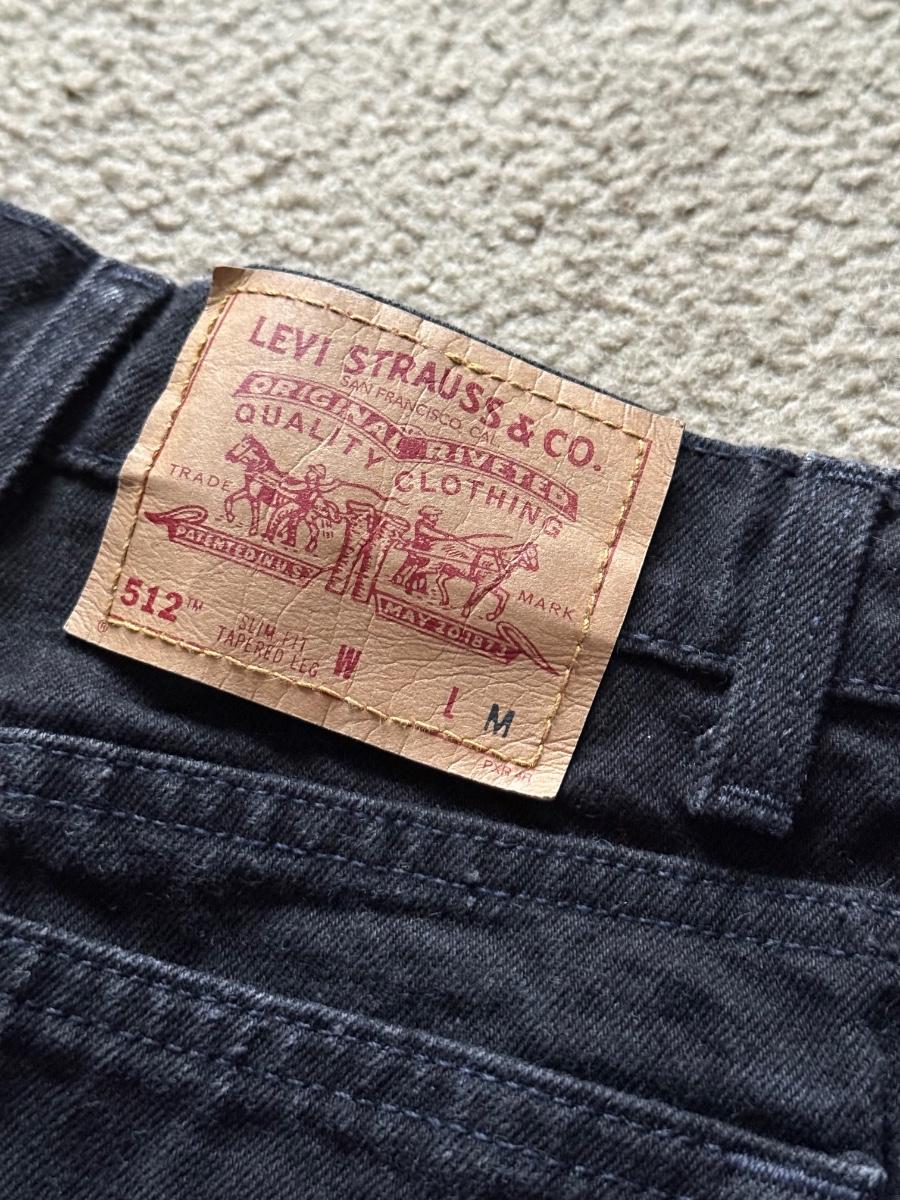 LEVI STRAUSS & CO.
SAN FRANCISCO CAL
ORIGINAL RIVETED
QUALITY CLOTHING
TRADE MARK
PATENTED IN U.S.
MAY 20 1873
512™
SLIM FIT
TAPERED LEG
W L M
®